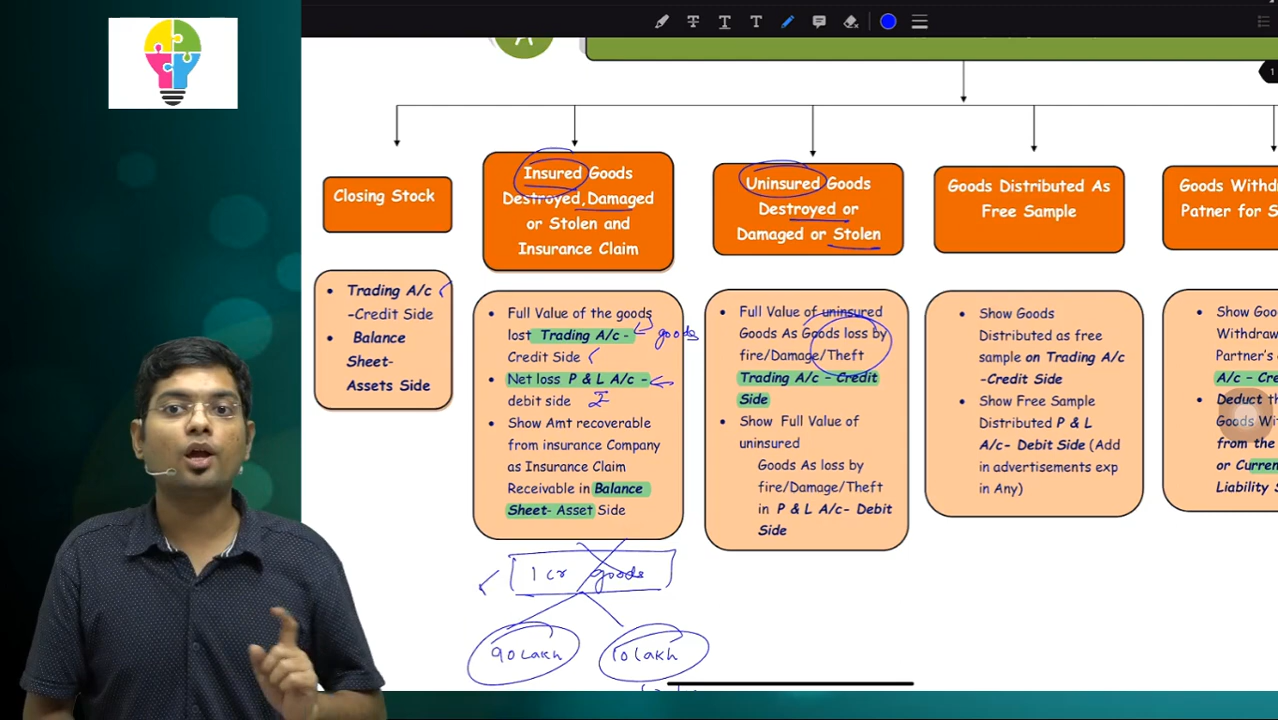 Closing Stock
Trading A/c
-Credit Side
Balance
Sheet-
Assets Side
Insured Goods
Destroyed,Damaged
or Stolen and
Insurance Claim
Full Value of the goods
lost Trading A/c -
goods
Credit Side
Net loss P & L A/c -
debit side
Show Amt recoverable
from insurance Company
as Insurance Claim
Receivable in Balance
Sheet- Asset Side
1 cr goods
90 Lakh
10 Lakh
Uninsured Goods
Destroyed or
Damaged or Stolen
Full Value of uninsured
Goods As Goods loss by
fire/Damage/Theft
Trading A/c - Credit
Side
Show Full Value of
uninsured
Goods As loss by
fire/Damage/Theft
in P & L A/c- Debit
Side
Goods Distributed As
Free Sample
Show Goods
Distributed as free
sample on Trading A/c
-Credit Side
Show Free Sample
Distributed P & L
A/c- Debit Side (Add
in advertisements exp
in Any)
Goods Withd
Patner for S
Show Goo
Withdraw
Partner's
A/c - Cre
Deduct th
Goods Wit
from the
or Curren
Liability S
1